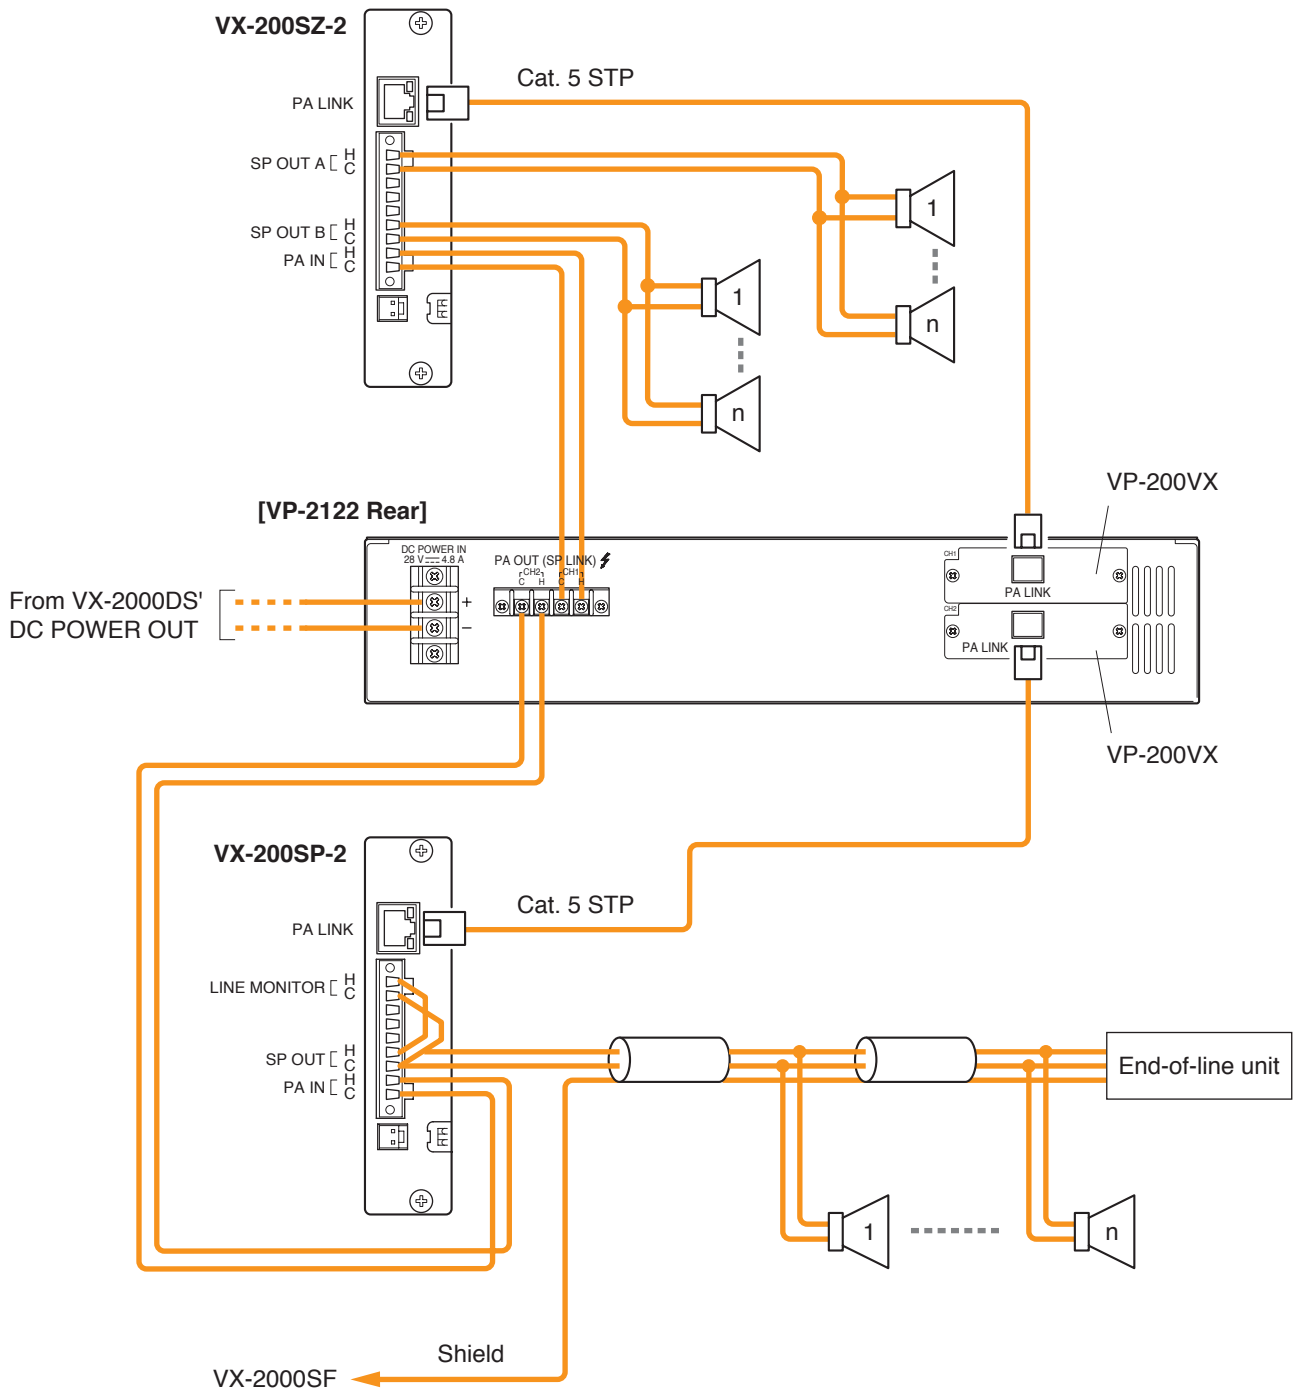 VX-200SZ-2
Cat. 5 STP
PA LINK
SP OUT A
H
C
SP OUT B
H
C
PA IN
H
C
1
n
1
n
VP-200VX
[VP-2122 Rear]
DC POWER IN
28 V 4.8 A
PA OUT (SP LINK)
CH2 CH1
C H C H
CH1
PA LINK
CH2
PA LINK
From VX-2000DS'
DC POWER OUT
+
–
VP-200VX
VX-200SP-2
Cat. 5 STP
PA LINK
LINE MONITOR
H
C
SP OUT
H
C
PA IN
H
C
End-of-line unit
1
n
Shield
VX-2000SF